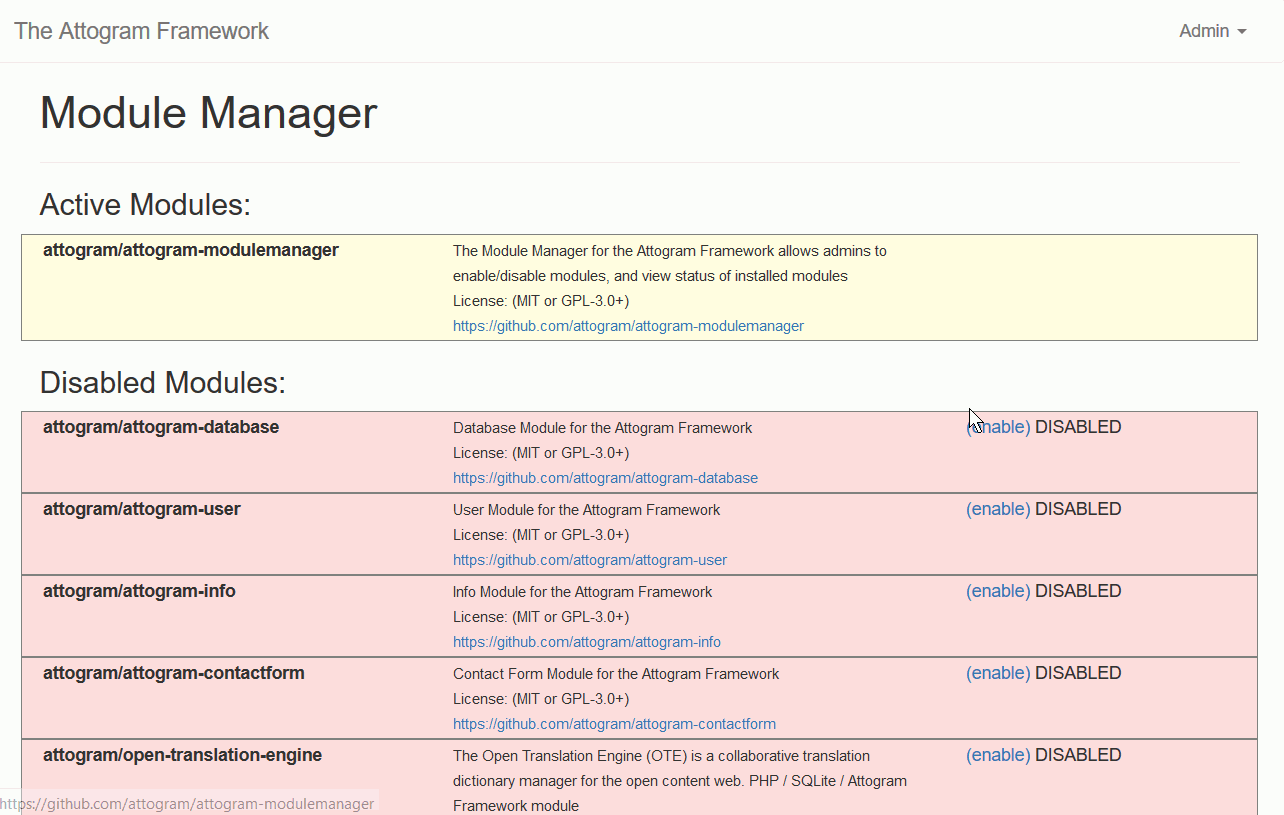 The Attogram Framework
Admin
Module Manager
Active Modules:
attogram/attogram-modulemanager
The Module Manager for the Attogram Framework allows admins to
enable/disable modules, and view status of installed modules
License: (MIT or GPL-3.0+)
https://github.com/attogram/attogram-modulemanager
Disabled Modules:
attogram/attogram-database
Database Module for the Attogram Framework
License: (MIT or GPL-3.0+)
https://github.com/attogram/attogram-database
(enable) DISABLED
attogram/attogram-user
User Module for the Attogram Framework
License: (MIT or GPL-3.0+)
https://github.com/attogram/attogram-user
(enable) DISABLED
attogram/attogram-info
Info Module for the Attogram Framework
License: (MIT or GPL-3.0+)
https://github.com/attogram/attogram-info
(enable) DISABLED
attogram/attogram-contactform
Contact Form Module for the Attogram Framework
License: (MIT or GPL-3.0+)
https://github.com/attogram/attogram-contactform
(enable) DISABLED
attogram/open-translation-engine
The Open Translation Engine (OTE) is a collaborative translation
dictionary manager for the open content web. PHP / SQLite / Attogram
Framework module
(enable) DISABLED
https://github.com/attogram/attogram-modulemanager